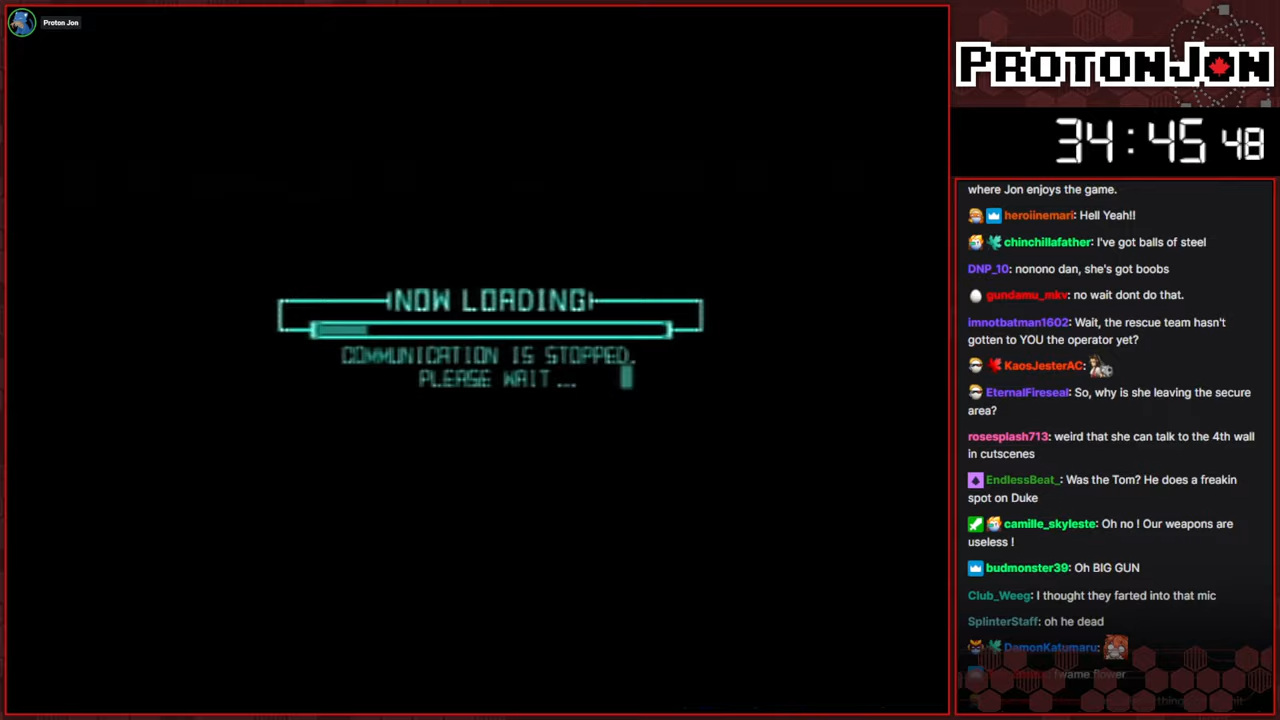 Proton Jon
PROTONJON
34:45 48
NOW LOADING
COMMUNICATION IS STOPPED.
PLEASE WAIT...
where Jon enjoys the game.
heroiinemari: Hell Yeah!!
chinchillafather: I've got balls of steel
DNP_10: nonono dan, she's got boobs
gundamu_mkv: no wait dont do that.
imnotbatman1602: Wait, the rescue team hasn't
gotten to YOU the operator yet?
KaosJesterAC:
EternalFireseal: So, why is she leaving the secure
area?
rosesplash713: weird that she can talk to the 4th wall
in cutscenes
EndlessBeat_: Was the Tom? He does a freakin
spot on Duke
camille_skyleste: Oh no ! Our weapons are
useless !
budmonster39: Oh BIG GUN
Club_Weeg: I thought they farted into that mic
SplinterStaff: oh he dead
DamonKatumaru:
fwame flower